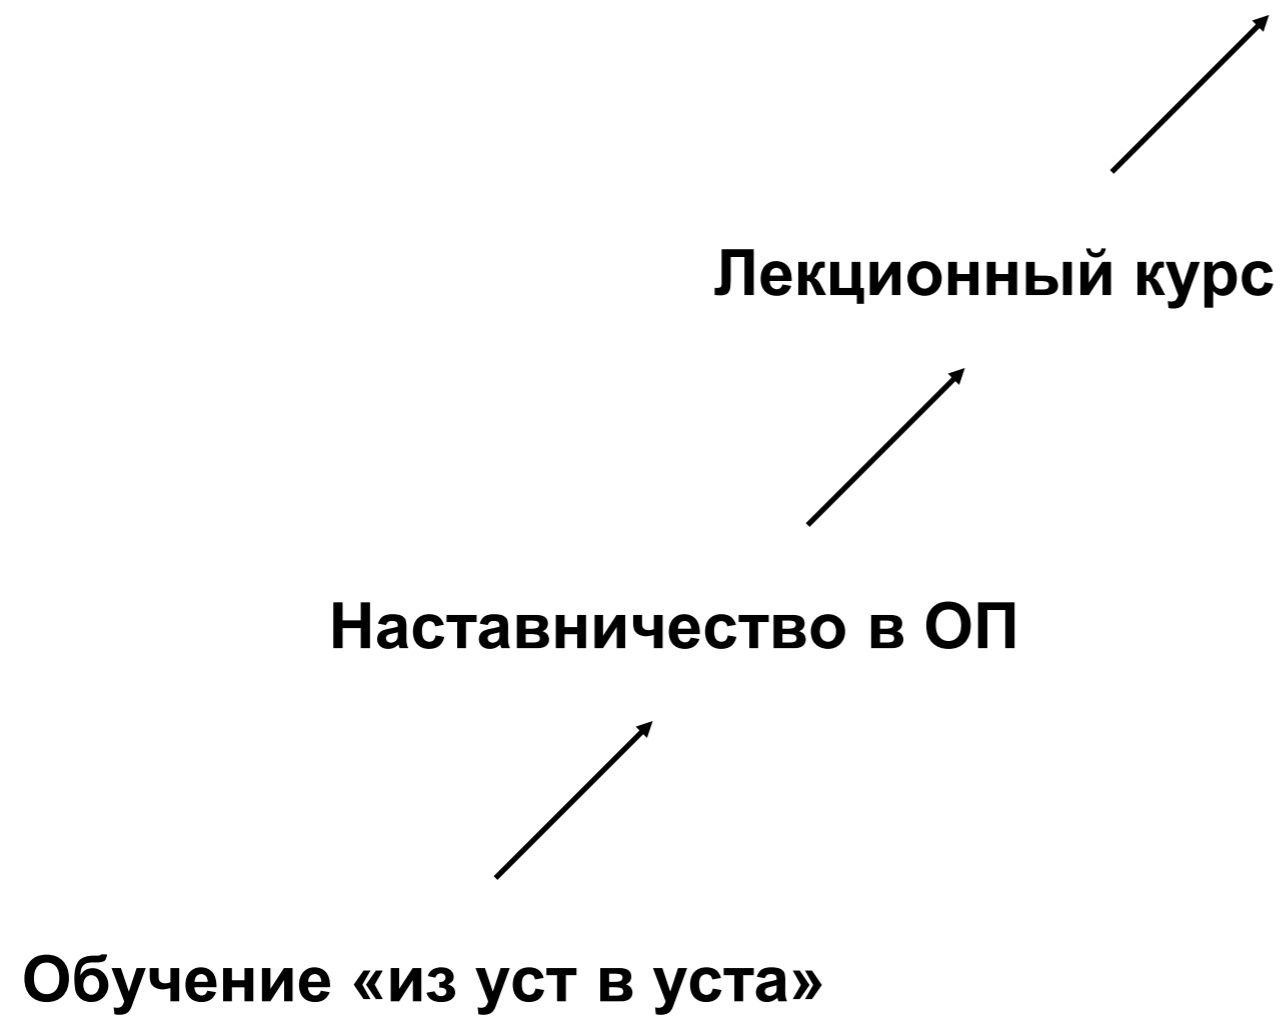 Лекционный курс
Наставничество в ОП
Обучение «из уст в уста»